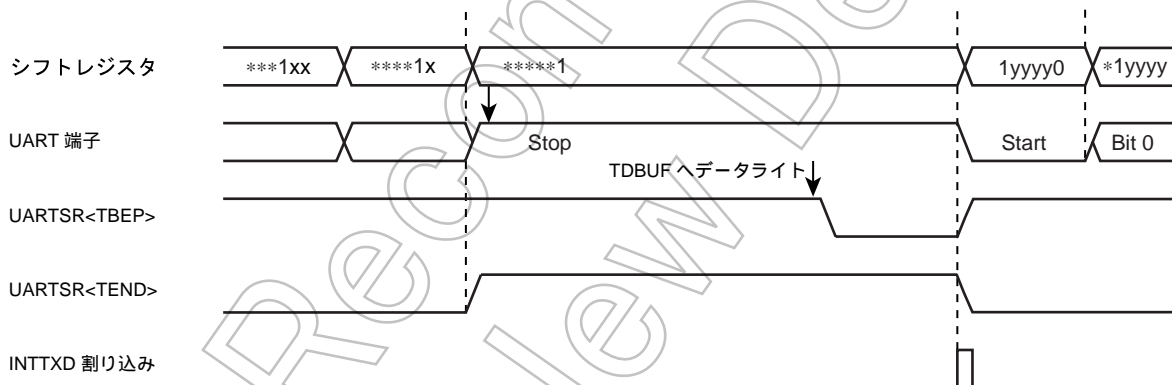 シフトレジスタ ***1xx ****1x *****1 1yyyy0 *1yyyy
UART 端子 Stop Start Bit 0
TDBUF へデータライト
UARTSR<TBEP>
UARTSR<TEND>
INTTXD 割り込み